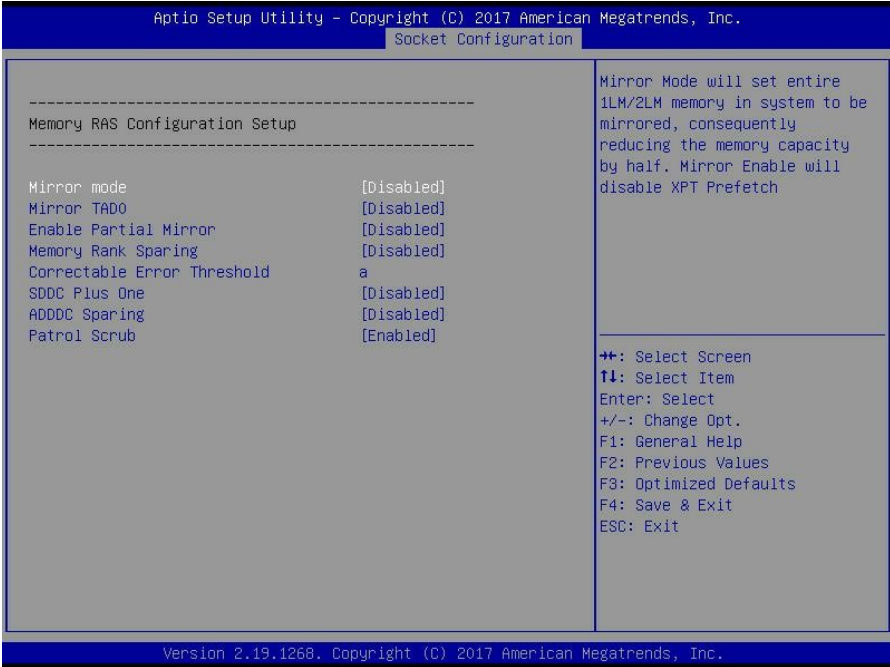 Aptio Setup Utility – Copyright (C) 2017 American Megatrends, Inc.
Socket Configuration
--------------------------------------------------
Memory RAS Configuration Setup
--------------------------------------------------
Mirror mode [Disabled]
Mirror TAD0 [Disabled]
Enable Partial Mirror [Disabled]
Memory Rank Sparing [Disabled]
Correctable Error Threshold a
SDDC Plus One [Disabled]
ADDDC Sparing [Disabled]
Patrol Scrub [Enabled]
Mirror Mode will set entire
1LM/2LM memory in system to be
mirrored, consequently
reducing the memory capacity
by half. Mirror Enable will
disable XPT Prefetch
→←: Select Screen
↑↓: Select Item
Enter: Select
+/-: Change Opt.
F1: General Help
F2: Previous Values
F3: Optimized Defaults
F4: Save & Exit
ESC: Exit
Version 2.19.1268. Copyright (C) 2017 American Megatrends, Inc.